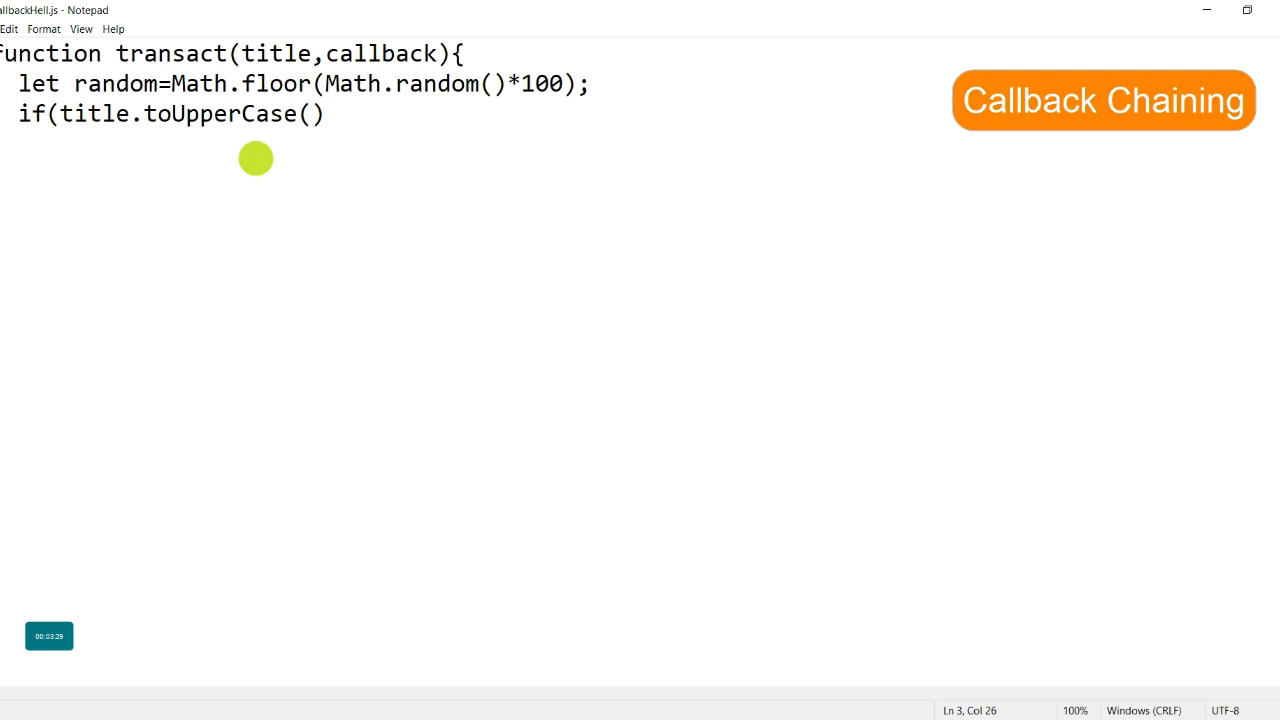 allbackHell.js - Notepad
Edit Format View Help
function transact(title,callback){
let random=Math.floor(Math.random()*100);
if(title.toUpperCase()
Callback Chaining
00:03:29
Ln 3, Col 26 100% Windows (CRLF) UTF-8